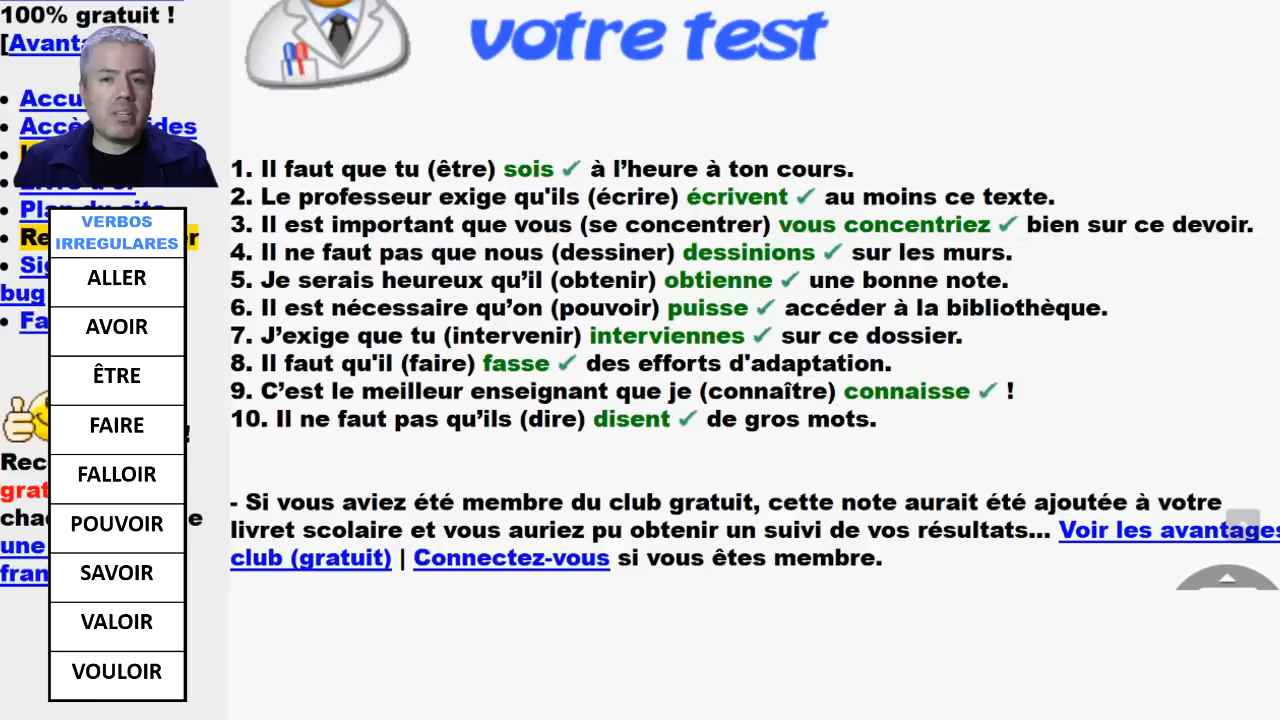 100% gratuit !
votre test
1. Il faut que tu (être) sois ✓ à l’heure à ton cours.
2. Le professeur exige qu'ils (écrire) écrivent ✓ au moins ce texte.
3. Il est important que vous (se concentrer) vous concentriez ✓ bien sur ce devoir.
4. Il ne faut pas que nous (dessiner) dessinions ✓ sur les murs.
5. Je serais heureux qu’il (obtenir) obtienne ✓ une bonne note.
6. Il est nécessaire qu’on (pouvoir) puisse ✓ accéder à la bibliothèque.
7. J’exige que tu (intervenir) interviennes ✓ sur ce dossier.
8. Il faut qu'il (faire) fasse ✓ des efforts d'adaptation.
9. C’est le meilleur enseignant que je (connaître) connaisse ✓ !
10. Il ne faut pas qu’ils (dire) disent ✓ de gros mots.
- Si vous aviez été membre du club gratuit, cette note aurait été ajoutée à votre
livret scolaire et vous auriez pu obtenir un suivi de vos résultats... Voir les avantages
club (gratuit) | Connectez-vous si vous êtes membre.
VERBOS
IRREGULARES
ALLER
AVOIR
ÊTRE
FAIRE
FALLOIR
POUVOIR
SAVOIR
VALOIR
VOULOIR
bug
une